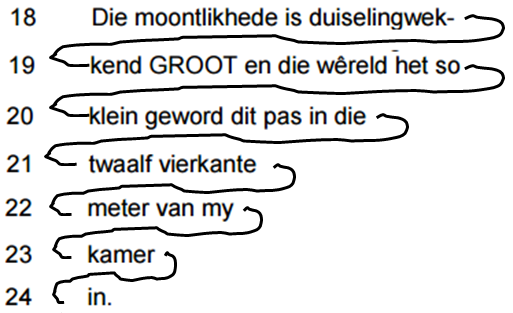 18 Die moontlikhede is duiselingwek-
19 kend GROOT en die wêreld het so
20 klein geword dit pas in die
21 twaalf vierkante
22 meter van my
23 kamer
24 in.